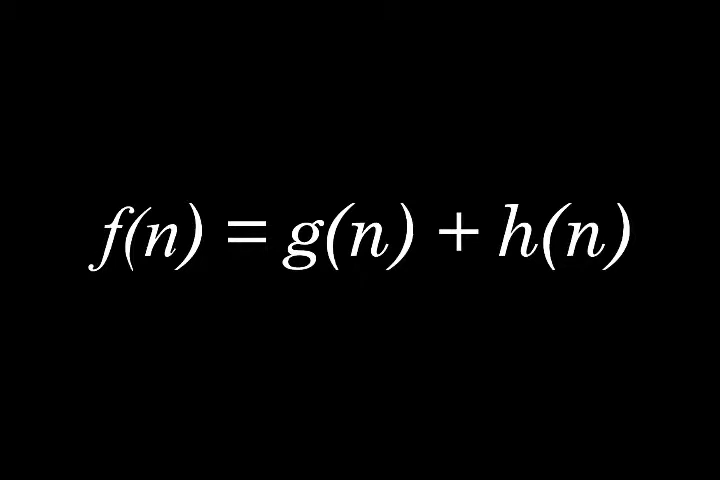 f(n) = g(n) + h(n)